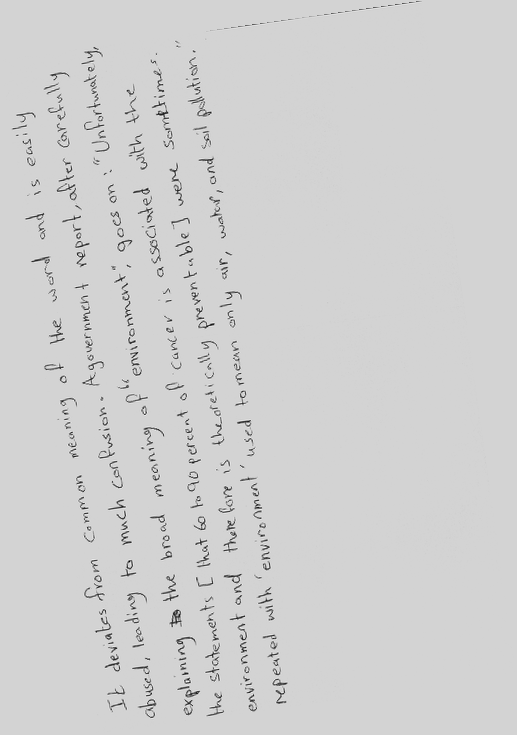 It deviates from common meaning of the word and is easily
abused, leading to much confusion. A government report, after carefully
explaining the broad meaning of "environment", goes on : "Unfortunately,
the statements [ that 60 to 90 percent of cancer is associated with the
environment and therefore is theoretically preventable ] were sometimes
repeated with 'environment' used to mean only air, water, and soil pollution."